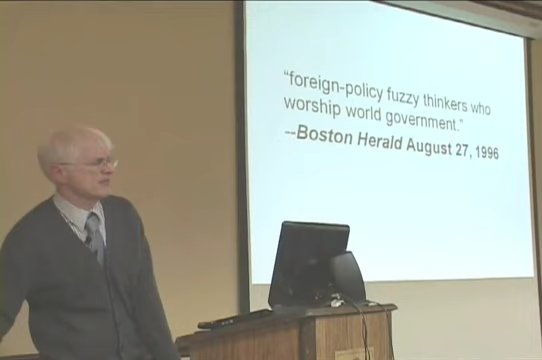 “foreign-policy fuzzy thinkers who
worship world government.”
--Boston Herald August 27, 1996